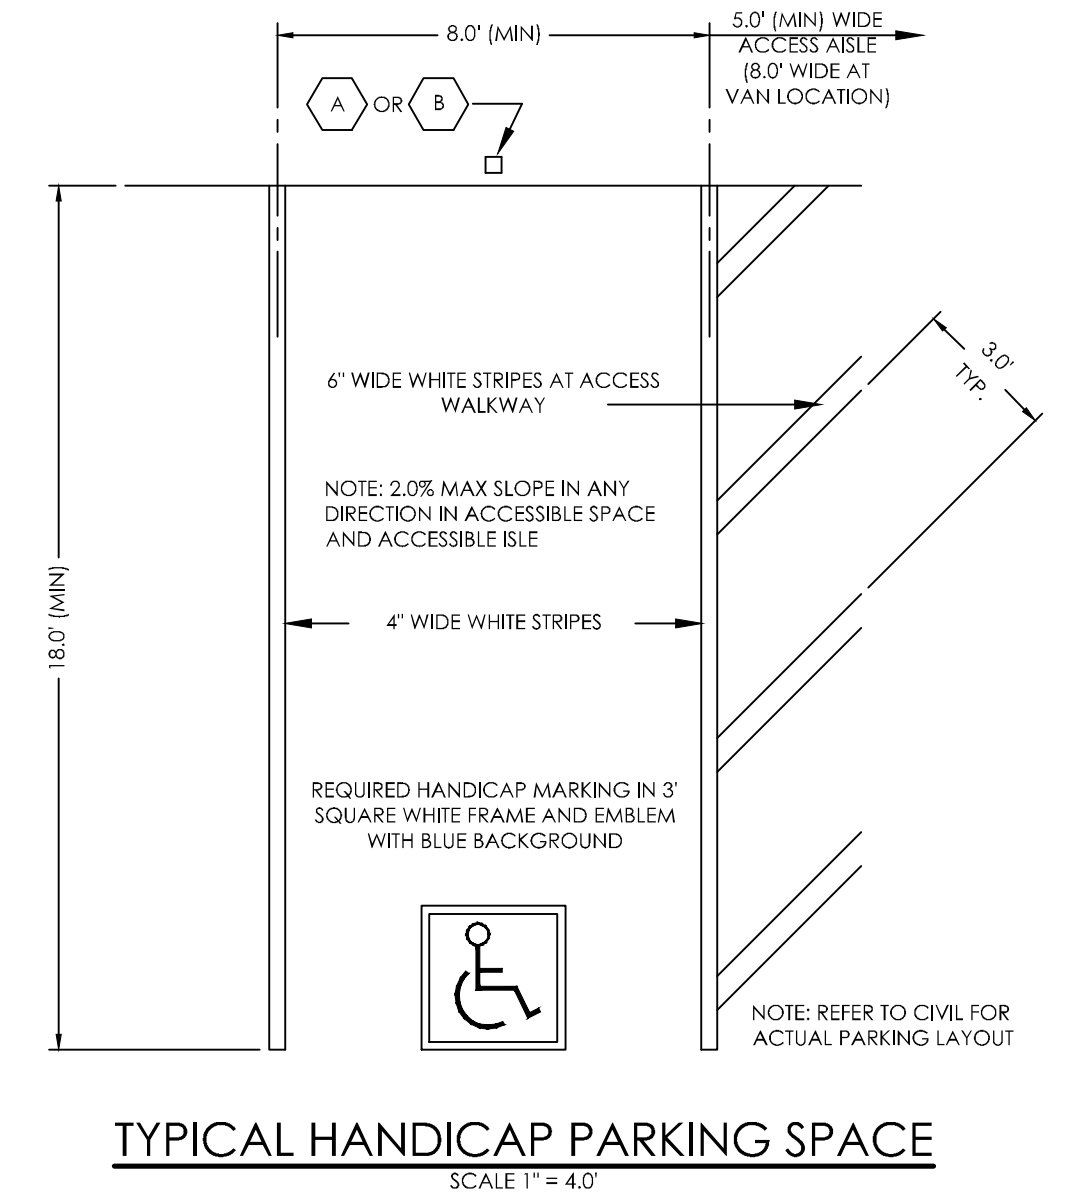 8.0' (MIN)
5.0' (MIN) WIDE
ACCESS AISLE
(8.0' WIDE AT
VAN LOCATION)
A OR B
3.0'
TYP.
6" WIDE WHITE STRIPES AT ACCESS
WALKWAY
NOTE: 2.0% MAX SLOPE IN ANY
DIRECTION IN ACCESSIBLE SPACE
AND ACCESSIBLE ISLE
18.0' (MIN)
4" WIDE WHITE STRIPES
REQUIRED HANDICAP MARKING IN 3'
SQUARE WHITE FRAME AND EMBLEM
WITH BLUE BACKGROUND
NOTE: REFER TO CIVIL FOR
ACTUAL PARKING LAYOUT
TYPICAL HANDICAP PARKING SPACE
SCALE 1" = 4.0'